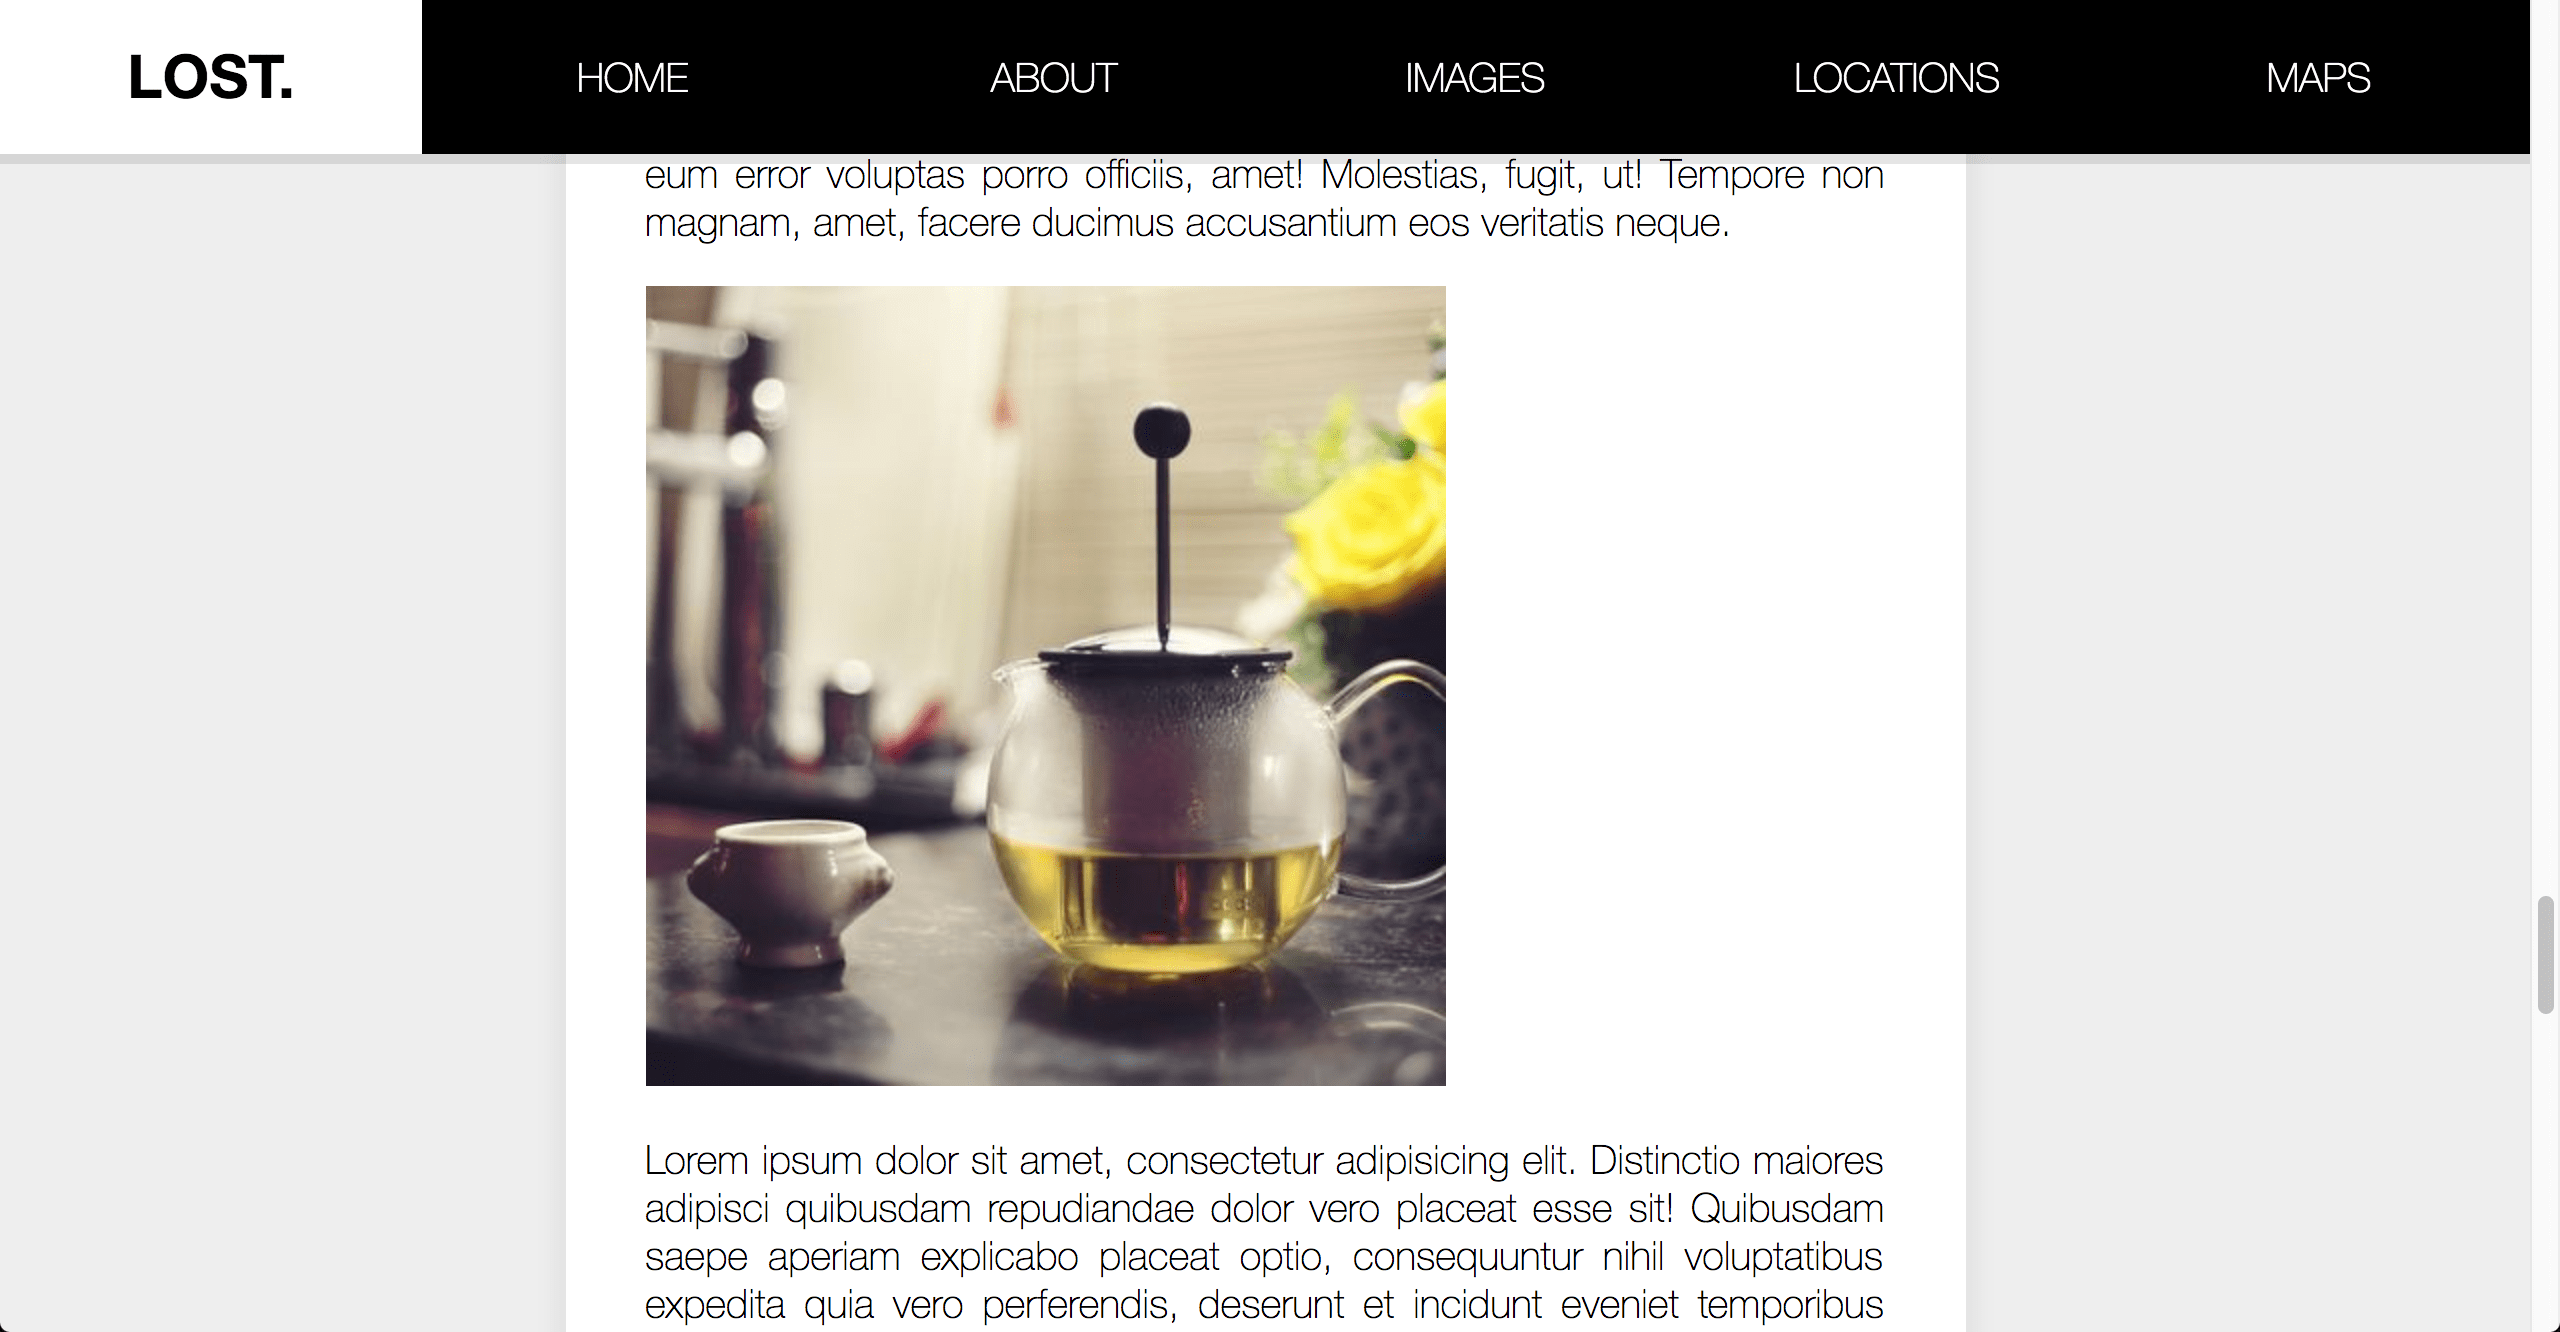 LOST.
HOME ABOUT IMAGES LOCATIONS MAPS
eum error voluptas porro officiis, amet! Molestias, fugit, ut! Tempore non
magnam, amet, facere ducimus accusantium eos veritatis neque.
Lorem ipsum dolor sit amet, consectetur adipisicing elit. Distinctio maiores
adipisci quibusdam repudiandae dolor vero placeat esse sit! Quibusdam
saepe aperiam explicabo placeat optio, consequuntur nihil voluptatibus
expedita quia vero perferendis, deserunt et incidunt eveniet temporibus